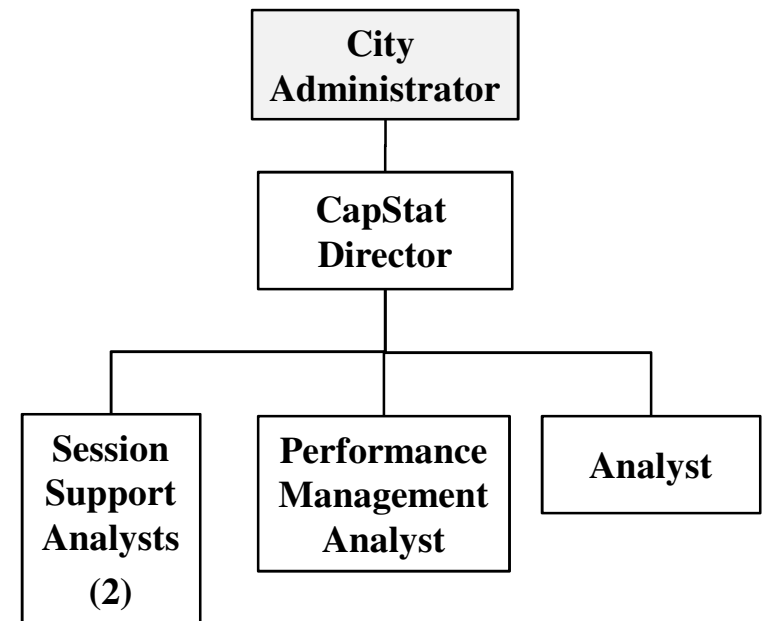 City
Administrator
CapStat
Director
Session
Support
Analysts
(2)
Performance
Management
Analyst
Analyst